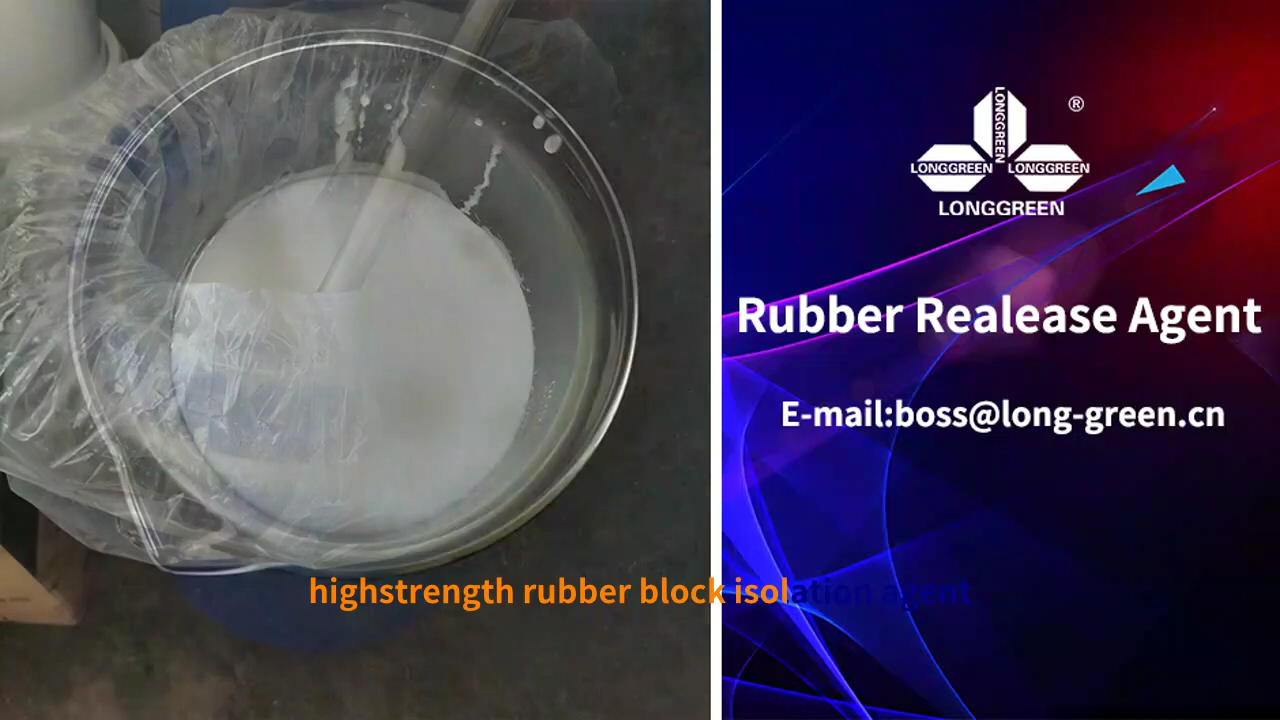 LONGGREEN
®
LONGGREEN LONGGREEN
LONGGREEN
Rubber Realease Agent
E-mail:boss@long-green.cn
highstrength rubber block isolation agent